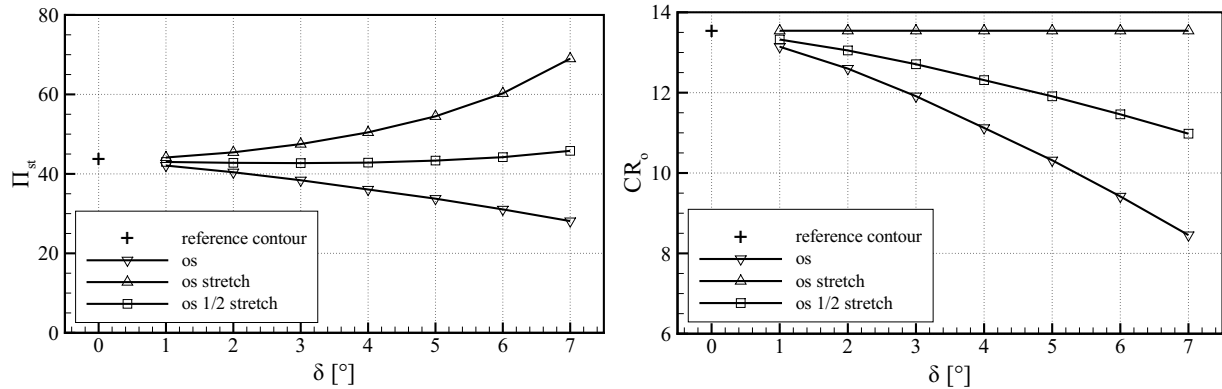 80
60
40
20
0
Π_st
reference contour
os
os stretch
os 1/2 stretch
0 1 2 3 4 5 6 7
δ [°]
14
12
10
8
6
CR_o
reference contour
os
os stretch
os 1/2 stretch
0 1 2 3 4 5 6 7
δ [°]